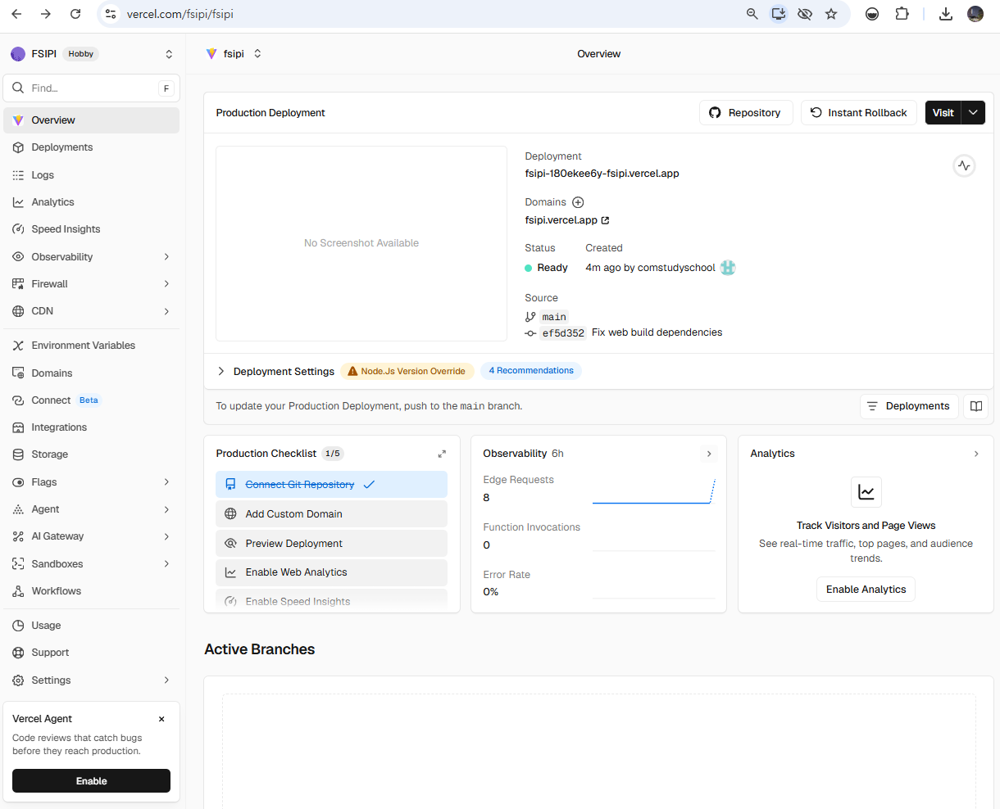 vercel.com/fsipi/fsipi
FSIPI Hobby
fsipi
Overview
Find...
F
Overview
Deployments
Logs
Analytics
Speed Insights
Observability
Firewall
CDN
Environment Variables
Domains
Connect Beta
Integrations
Storage
Flags
Agent
AI Gateway
Sandboxes
Workflows
Usage
Support
Settings
Vercel Agent
Code reviews that catch bugs
before they reach production.
Enable
Production Deployment
Repository
Instant Rollback
Visit
No Screenshot Available
Deployment
fsipi-180ekee6y-fsipi.vercel.app
Domains
fsipi.vercel.app
Status Created
Ready 4m ago by comstudyschool
Source
main
ef5d352 Fix web build dependencies
Deployment Settings Node.Js Version Override 4 Recommendations
To update your Production Deployment, push to the main branch.
Deployments
Production Checklist 1/5
Connect Git Repository
Add Custom Domain
Preview Deployment
Enable Web Analytics
Enable Speed Insights
Observability 6h
Edge Requests
8
Function Invocations
0
Error Rate
0%
Analytics
Track Visitors and Page Views
See real-time traffic, top pages, and audience
trends.
Enable Analytics
Active Branches